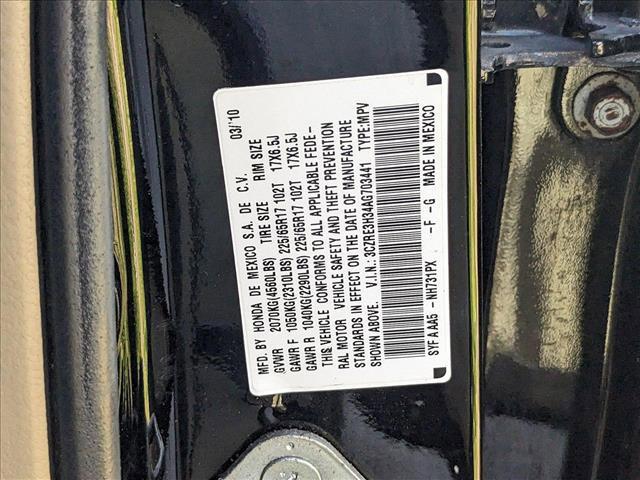 MFD. BY HONDA DE MEXICO S.A. DE C.V. 03/'10
GVWR 2070KG(4560LBS) TIRE SIZE RIM SIZE
GAWR F 1050KG(2310LBS) 225/65R17 102T 17X6.5J
GAWR R 1040KG(2290LBS) 225/65R17 102T 17X6.5J
THIS VEHICLE CONFORMS TO ALL APPLICABLE FEDE-
RAL MOTOR VEHICLE SAFETY AND THEFT PREVENTION
STANDARDS IN EFFECT ON THE DATE OF MANUFACTURE
SHOWN ABOVE. V.I.N.: 3CZRE3H34AG703441 TYPE:MPV
SYFAAA5 -NH731PX -F -G MADE IN MEXICO